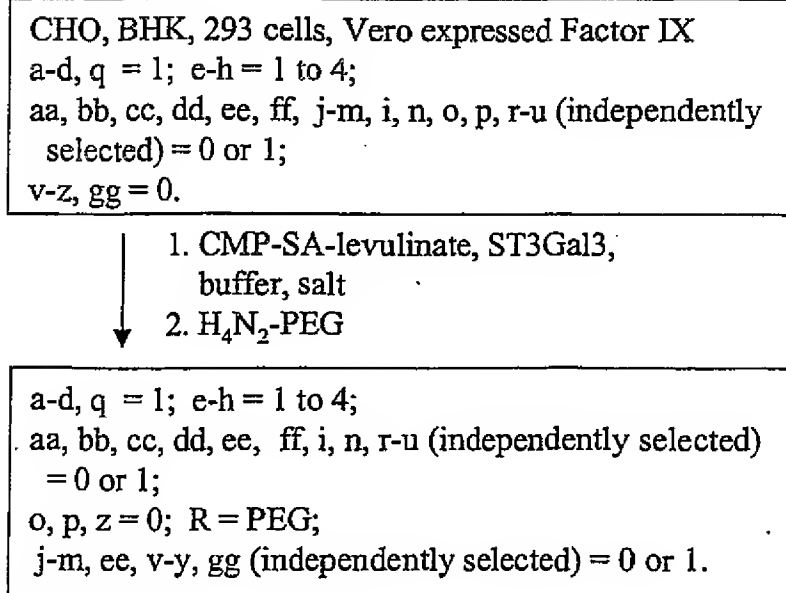 CHO, BHK, 293 cells, Vero expressed Factor IX
a-d, q = 1; e-h = 1 to 4;
aa, bb, cc, dd, ee, ff, j-m, i, n, o, p, r-u (independently
selected) = 0 or 1;
v-z, gg = 0.
1. CMP-SA-levulinate, ST3Gal3,
buffer, salt
2. H₄N₂-PEG
a-d, q = 1; e-h = 1 to 4;
aa, bb, cc, dd, ee, ff, i, n, r-u (independently selected)
= 0 or 1;
o, p, z = 0; R = PEG;
j-m, ee, v-y, gg (independently selected) = 0 or 1.